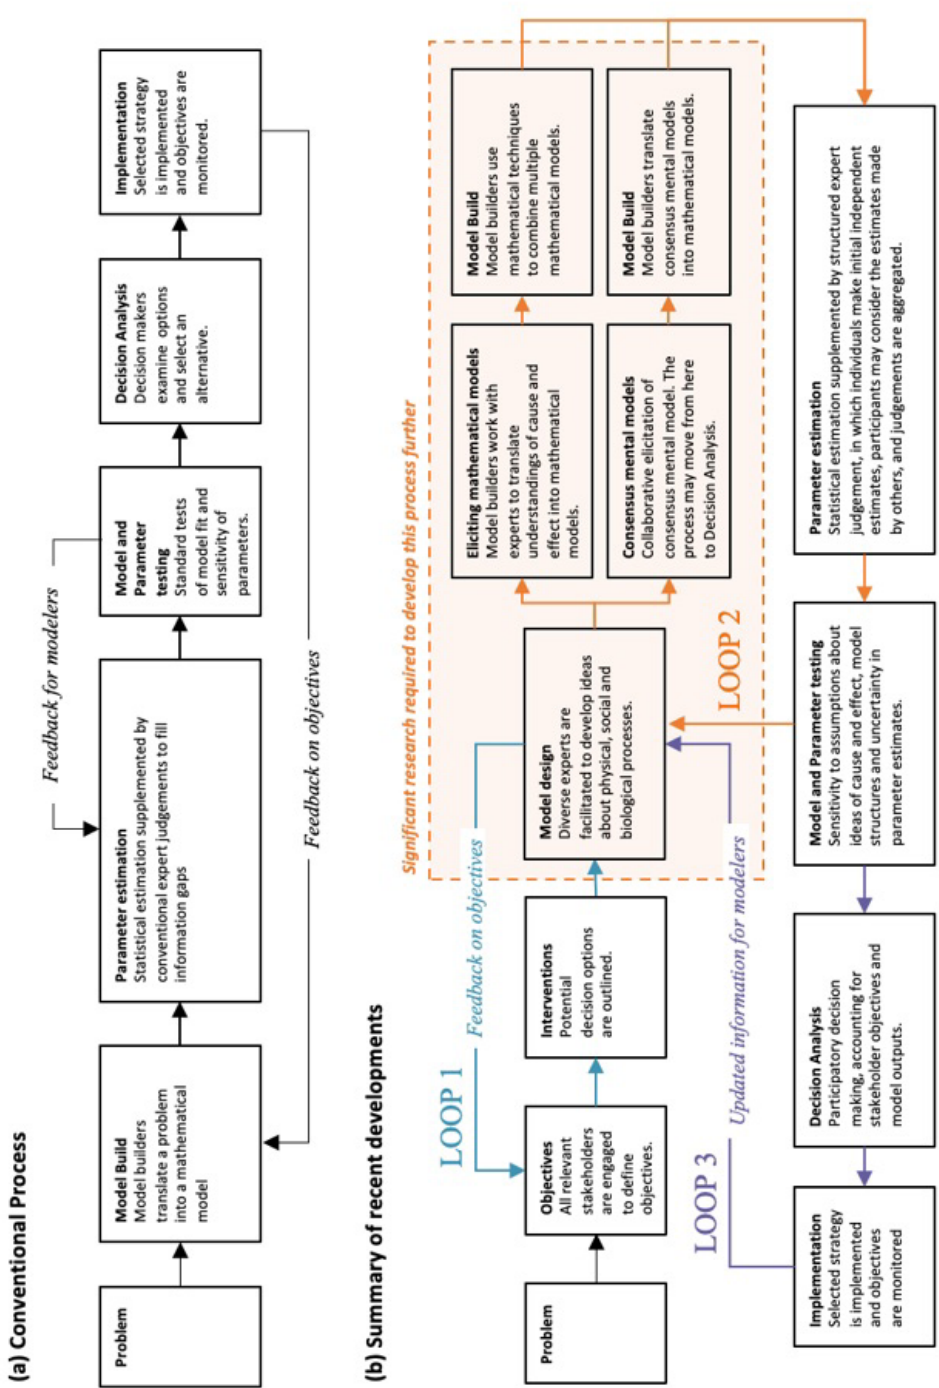 (a) Conventional Process
Feedback for modelers
Problem
Model Build
Model builders
translate a problem
into a mathematical
model
Parameter estimation
Statistical estimation supplemented by
conventional expert judgements to fill
information gaps
Model and
Parameter
testing
Standard tests
of model fit and
sensitivity of
parameters.
Decision Analysis
Decision makers
examine options
and select an
alternative.
Implementation
Selected strategy
is implemented
and objectives are
monitored.
Feedback on objectives
(b) Summary of recent developments
Significant research required to develop this process further
LOOP 1
Feedback on objectives
Problem
Objectives
All relevant
stakeholders
are engaged
to define
objectives.
Interventions
Potential
decision options
are outlined.
Model design
Diverse experts are
facilitated to develop ideas
about physical, social and
biological processes.
Eliciting mathematical models
Model builders work with
experts to translate
understandings of cause and
effect into mathematical
models.
Model Build
Model builders use
mathematical techniques
to combine multiple
mathematical models.
Consensus mental models
Collaborative elicitation of
consensus mental model. The
process may move from here
to Decision Analysis.
Model Build
Model builders translate
consensus mental models
into mathematical models.
LOOP 3
Updated information for modelers
LOOP 2
Implementation
Selected strategy
is implemented
and objectives
are monitored
Decision Analysis
Participatory decision
making, accounting for
stakeholder objectives and
model outputs.
Model and Parameter testing
Sensitivity to assumptions about
ideas of cause and effect, model
structures and uncertainty in
parameter estimates.
Parameter estimation
Statistical estimation supplemented by structured expert
judgement, in which individuals make initial independent
estimates, participants may consider the estimates made
by others, and judgements are aggregated.